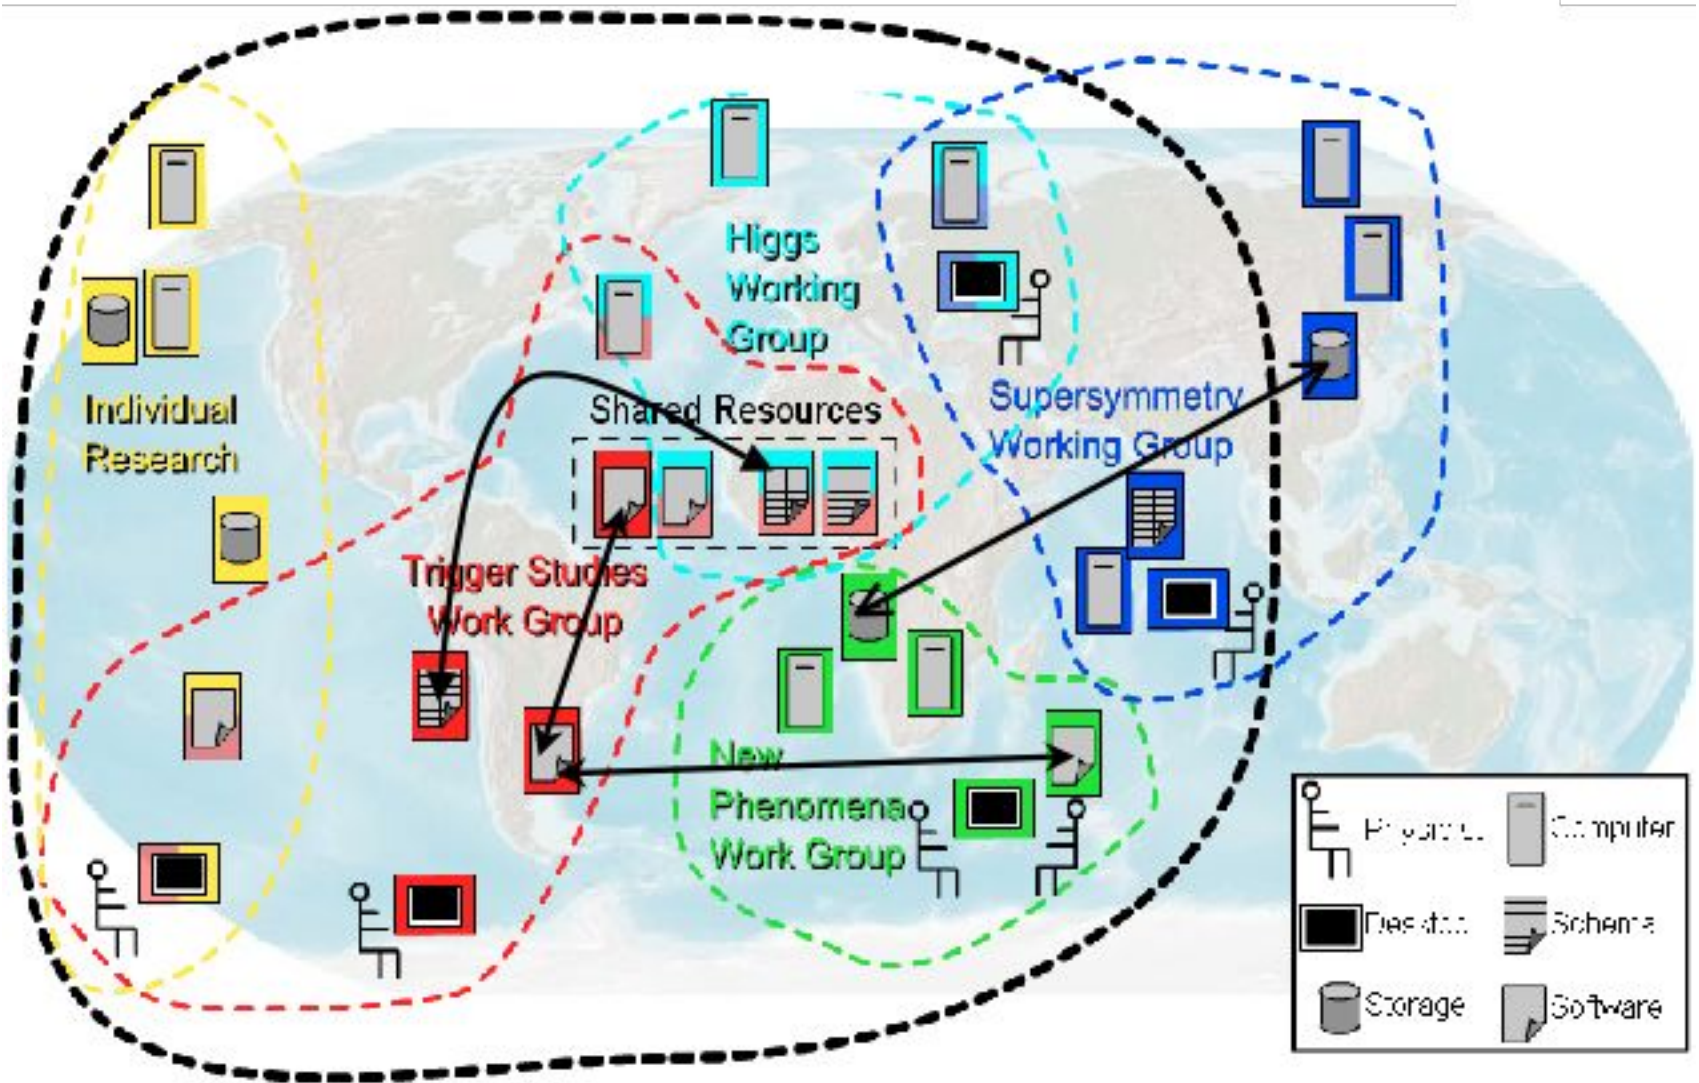 Higgs
Working
Group
Individual
Research
Shared Resources
Supersymmetry
Working Group
Trigger Studies
Work Group
New
Phenomena
Work Group
Computer
Desktop
Schema
Storage
Software